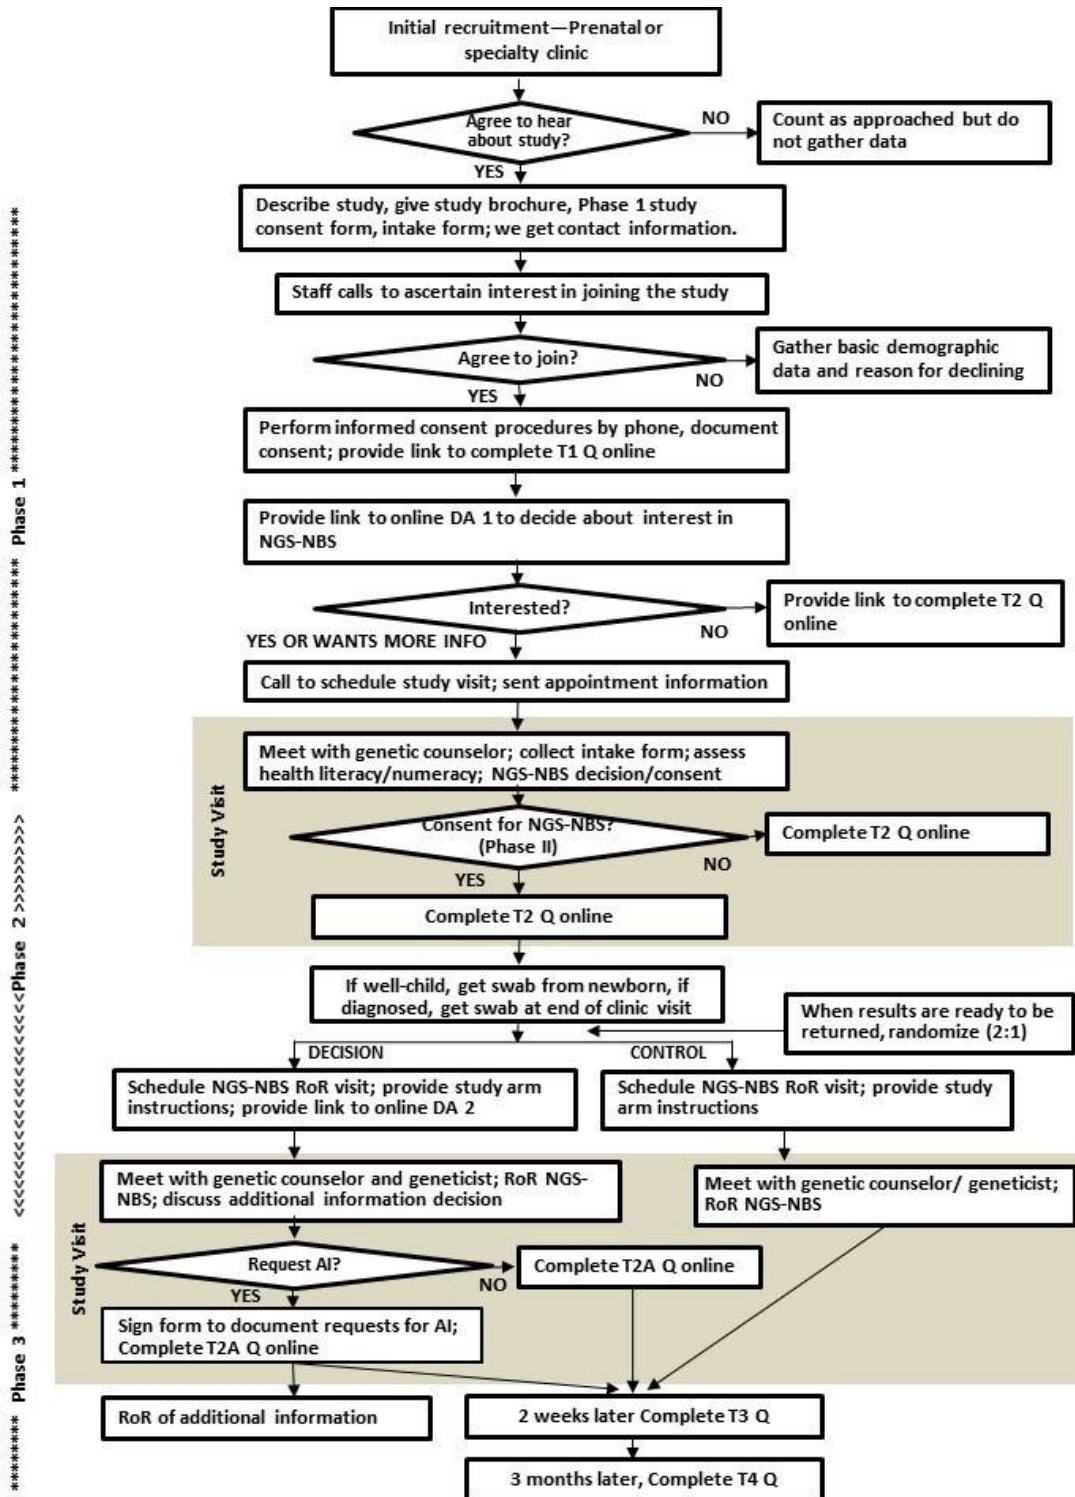 Initial recruitment—Prenatal or
specialty clinic
Agree to hear
about study?
NO
Count as approached but do
not gather data
YES
Describe study, give study brochure, Phase 1 study
consent form, intake form; we get contact information.
Staff calls to ascertain interest in joining the study
Agree to join?
NO
Gather basic demographic
data and reason for declining
YES
Perform informed consent procedures by phone, document
consent; provide link to complete T1 Q online
Provide link to online DA 1 to decide about interest in
NGS-NBS
Interested?
NO
Provide link to complete T2 Q
online
YES OR WANTS MORE INFO
Call to schedule study visit; sent appointment information
Study Visit
Meet with genetic counselor; collect intake form; assess
health literacy/numeracy; NGS-NBS decision/consent
Consent for NGS-NBS?
(Phase II)
NO
Complete T2 Q online
YES
Complete T2 Q online
If well-child, get swab from newborn, if
diagnosed, get swab at end of clinic visit
When results are ready to be
returned, randomize (2:1)
DECISION
CONTROL
Schedule NGS-NBS RoR visit; provide study arm
instructions; provide link to online DA 2
Schedule NGS-NBS RoR visit; provide study
arm instructions
Study Visit
Meet with genetic counselor and geneticist; RoR NGS-
NBS; discuss additional information decision
Meet with genetic counselor/ geneticist;
RoR NGS-NBS
Request AI?
NO
Complete T2A Q online
YES
Sign form to document requests for AI;
Complete T2A Q online
RoR of additional information
2 weeks later Complete T3 Q
3 months later, Complete T4 Q
******** Phase 3 ********* <<<<<<<<<<<<<<<<<<<<<Phase 2 >>>>>>>>>> ********************** Phase 1 ************************